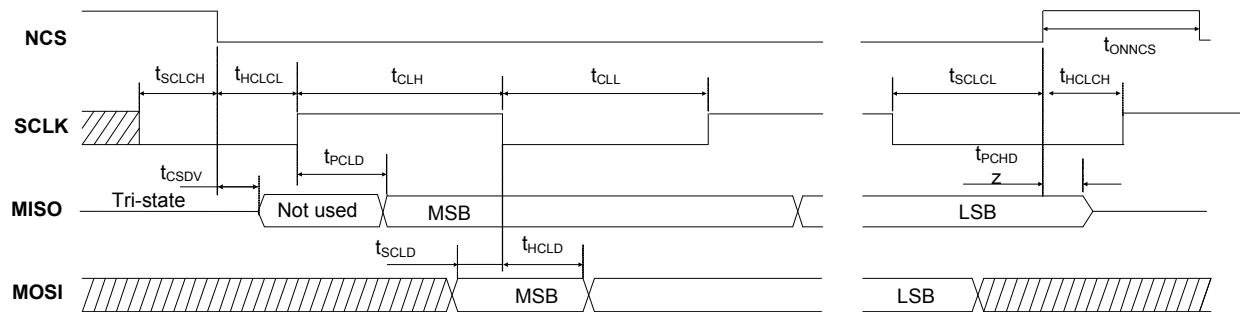 NCS
tONNCS
tSCLCH tHCLCL tCLH tCLL tSCLCL tHCLCH
SCLK
tPCLD tPCHD
z
tCSDV
MISO Tri-state Not used MSB LSB
tSCLD tHCLD
MOSI MSB LSB